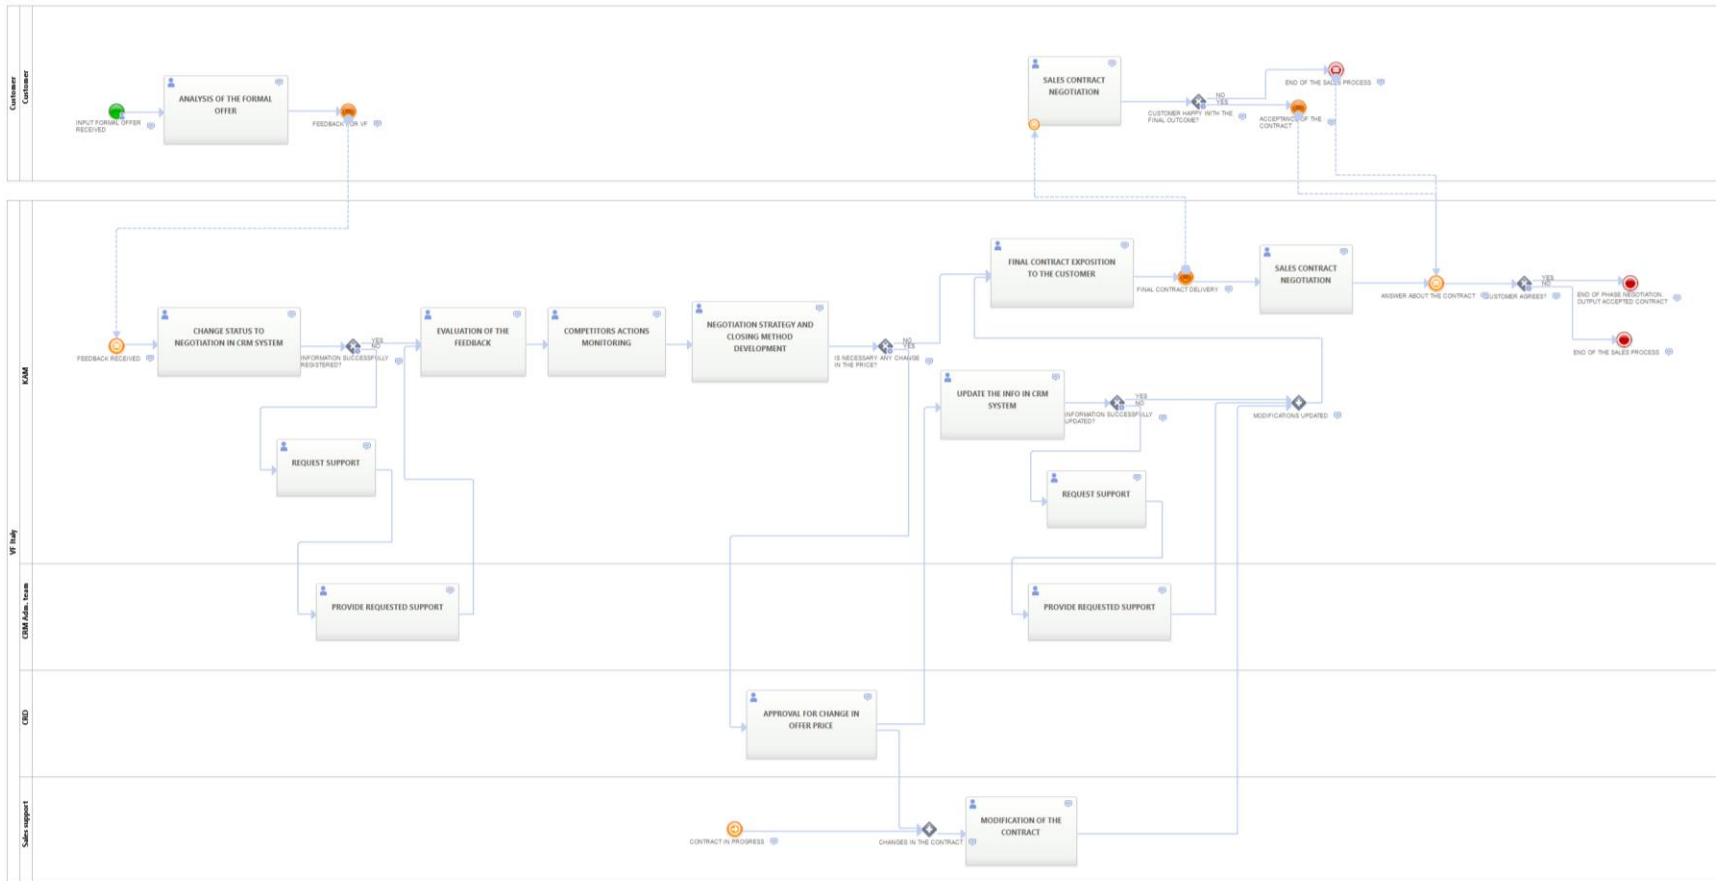 Customer
Customer
INPUT FORMAL OFFER
RECEIVED
ANALYSIS OF THE FORMAL
OFFER
FEEDBACK FOR VF
SALES CONTRACT
NEGOTIATION
CUSTOMER HAPPY WITH THE
FINAL OUTCOME?
NO
YES
END OF THE SALES PROCESS
ACCEPTANCE OF THE
CONTRACT
VF Italy
KAM
FEEDBACK RECEIVED
CHANGE STATUS TO
NEGOTIATION IN CRM SYSTEM
INFORMATION SUCCESSFULLY
REGISTERED?
YES
NO
EVALUATION OF THE
FEEDBACK
COMPETITORS ACTIONS
MONITORING
NEGOTIATION STRATEGY AND
CLOSING METHOD
DEVELOPMENT
IS NECESSARY ANY CHANGE
IN THE PRICE?
NO
YES
FINAL CONTRACT EXPOSITION
TO THE CUSTOMER
FINAL CONTRACT DELIVERY
SALES CONTRACT
NEGOTIATION
ANSWER ABOUT THE CONTRACT
CUSTOMER AGREES?
YES
NO
END OF PHASE NEGOTIATION.
OUTPUT ACCEPTED CONTRACT
END OF THE SALES PROCESS
UPDATE THE INFO IN CRM
SYSTEM
INFORMATION SUCCESSFULLY
UPDATED?
YES
NO
MODIFICATIONS UPDATED
REQUEST SUPPORT
REQUEST SUPPORT
CRM Adm. team
PROVIDE REQUESTED SUPPORT
PROVIDE REQUESTED SUPPORT
CRD
APPROVAL FOR CHANGE IN
OFFER PRICE
Sales support
CONTRACT IN PROGRESS
CHANGES IN THE CONTRACT
MODIFICATION OF THE
CONTRACT